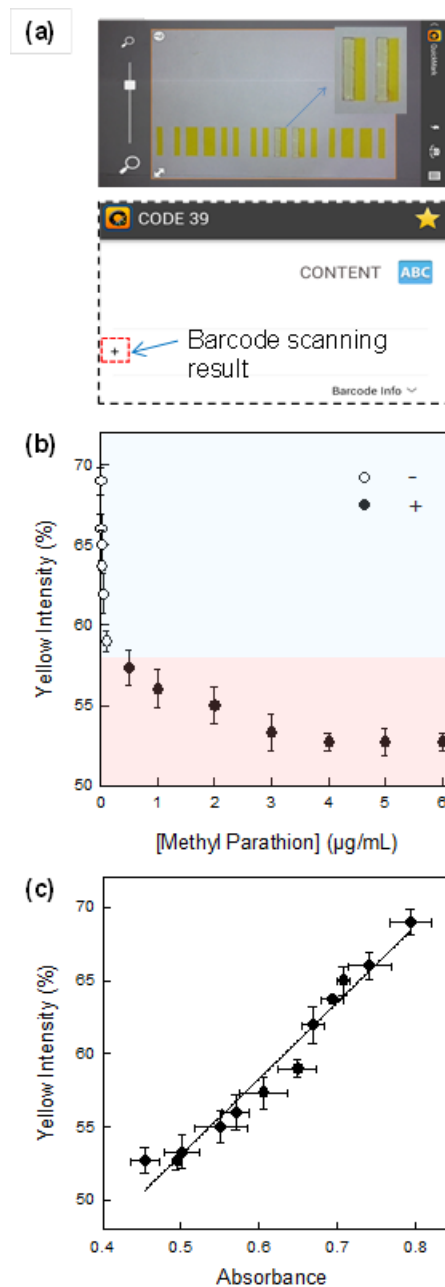 (a)
QuickMark
CODE 39
CONTENT ABC
+
Barcode scanning
result
Barcode Info
(b)
70
65
60
55
50
Yellow Intensity (%)
-
+
0 1 2 3 4 5 6
[Methyl Parathion] (µg/mL)
(c)
70
65
60
55
50
Yellow Intensity (%)
0.4 0.5 0.6 0.7 0.8
Absorbance